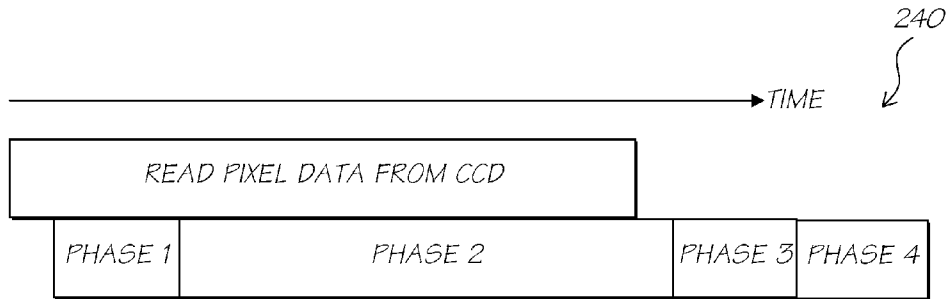 240
TIME
READ PIXEL DATA FROM CCD
PHASE 1 PHASE 2 PHASE 3 PHASE 4